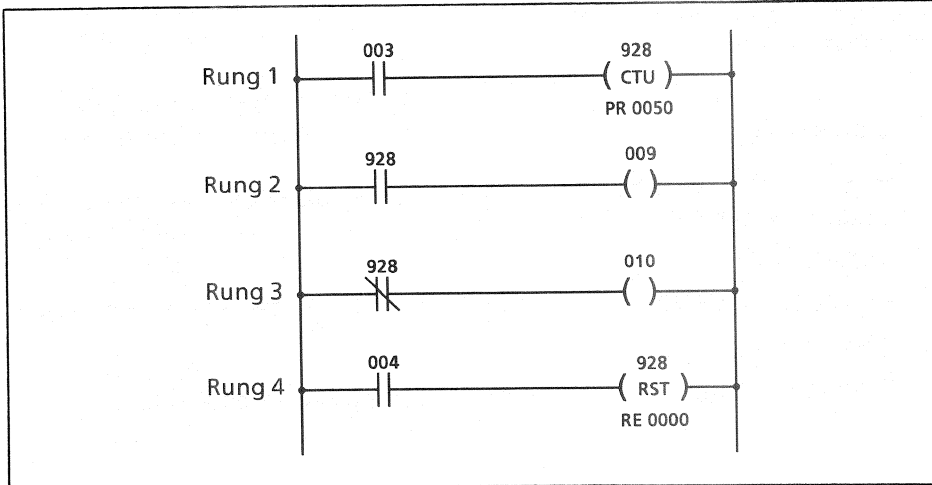 003
928
Rung 1
CTU
PR 0050
928
009
Rung 2
928
010
Rung 3
004
928
Rung 4
RST
RE 0000